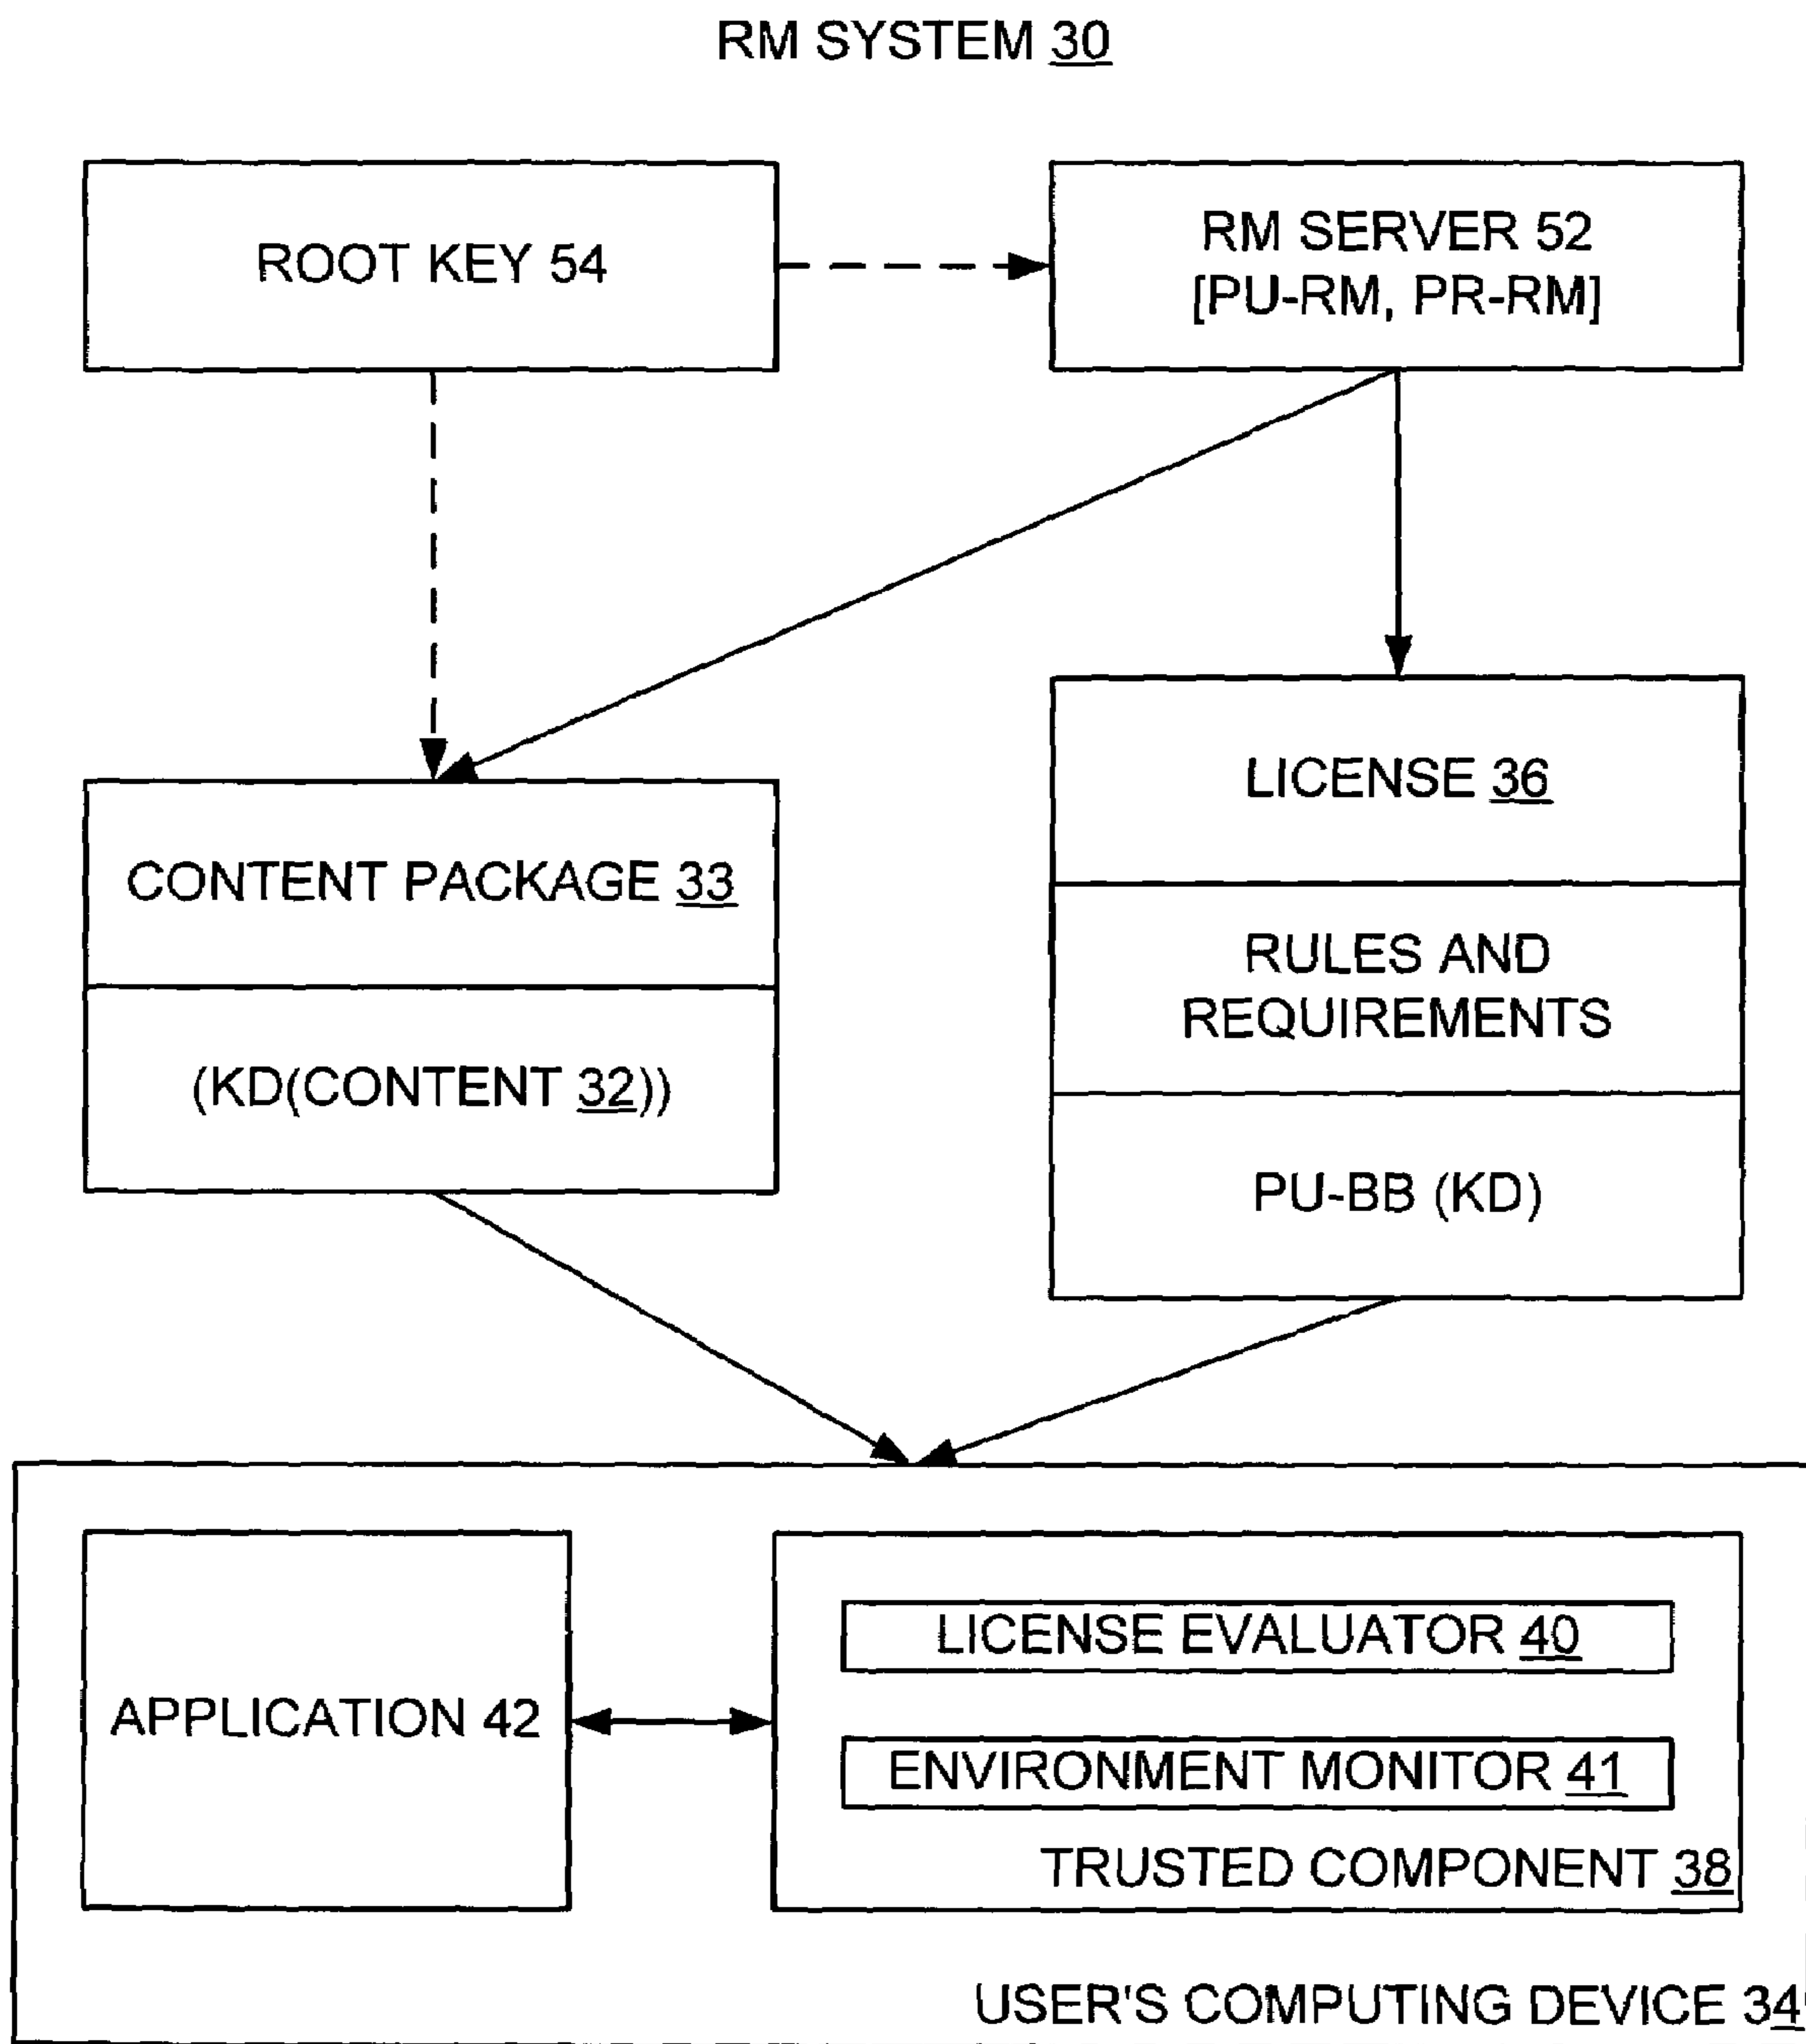 RM SYSTEM 30
ROOT KEY 54
RM SERVER 52
[PU-RM, PR-RM]
CONTENT PACKAGE 33
(KD(CONTENT 32))
LICENSE 36
RULES AND
REQUIREMENTS
PU-BB (KD)
APPLICATION 42
LICENSE EVALUATOR 40
ENVIRONMENT MONITOR 41
TRUSTED COMPONENT 38
USER'S COMPUTING DEVICE 34